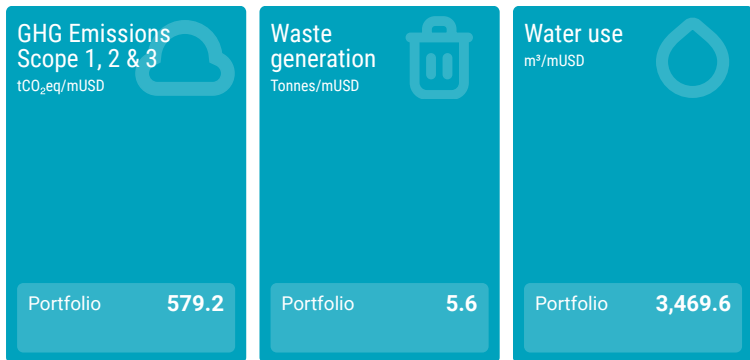 GHG Emissions
Scope 1, 2 & 3
tCO₂eq/mUSD
Portfolio 579.2
Waste
generation
Tonnes/mUSD
Portfolio 5.6
Water use
m³/mUSD
Portfolio 3,469.6